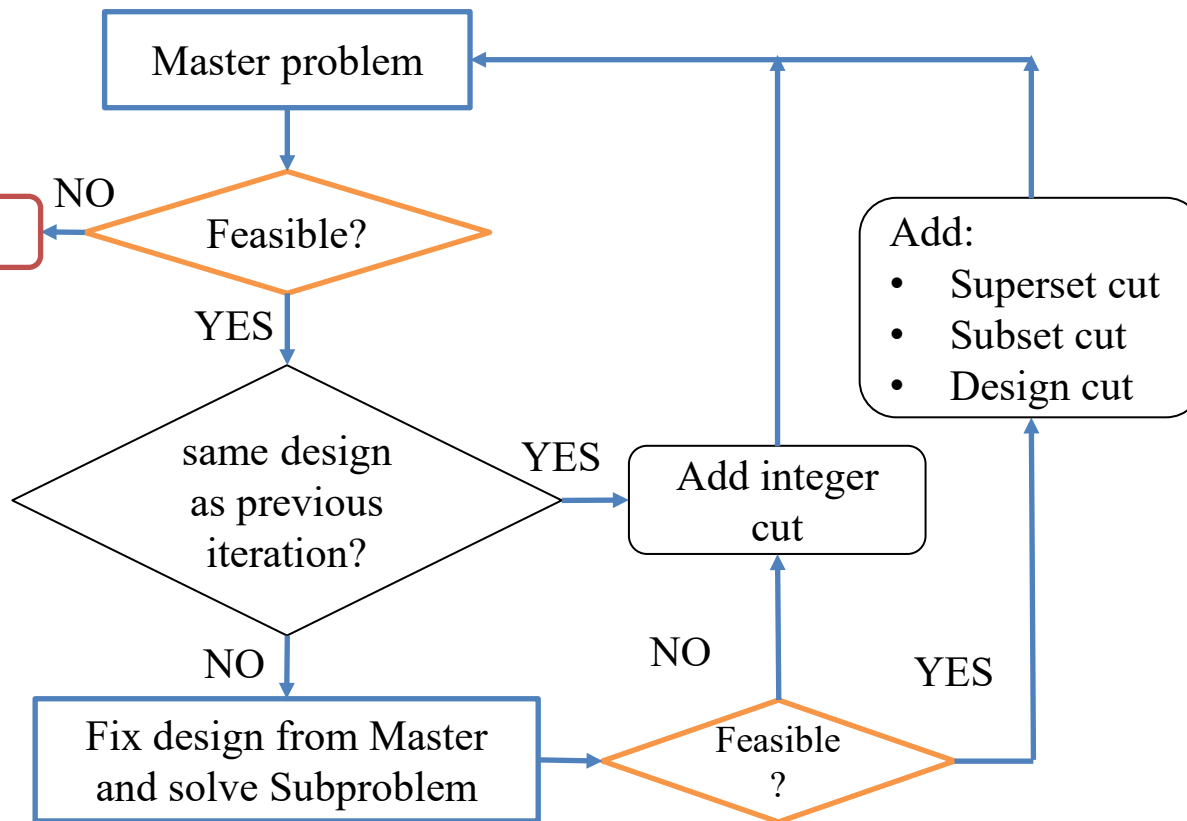 Master problem
NO
Feasible?
YES
same design
as previous
iteration?
YES
Add integer
cut
Add:
• Superset cut
• Subset cut
• Design cut
NO
NO
YES
Fix design from Master
and solve Subproblem
Feasible
?